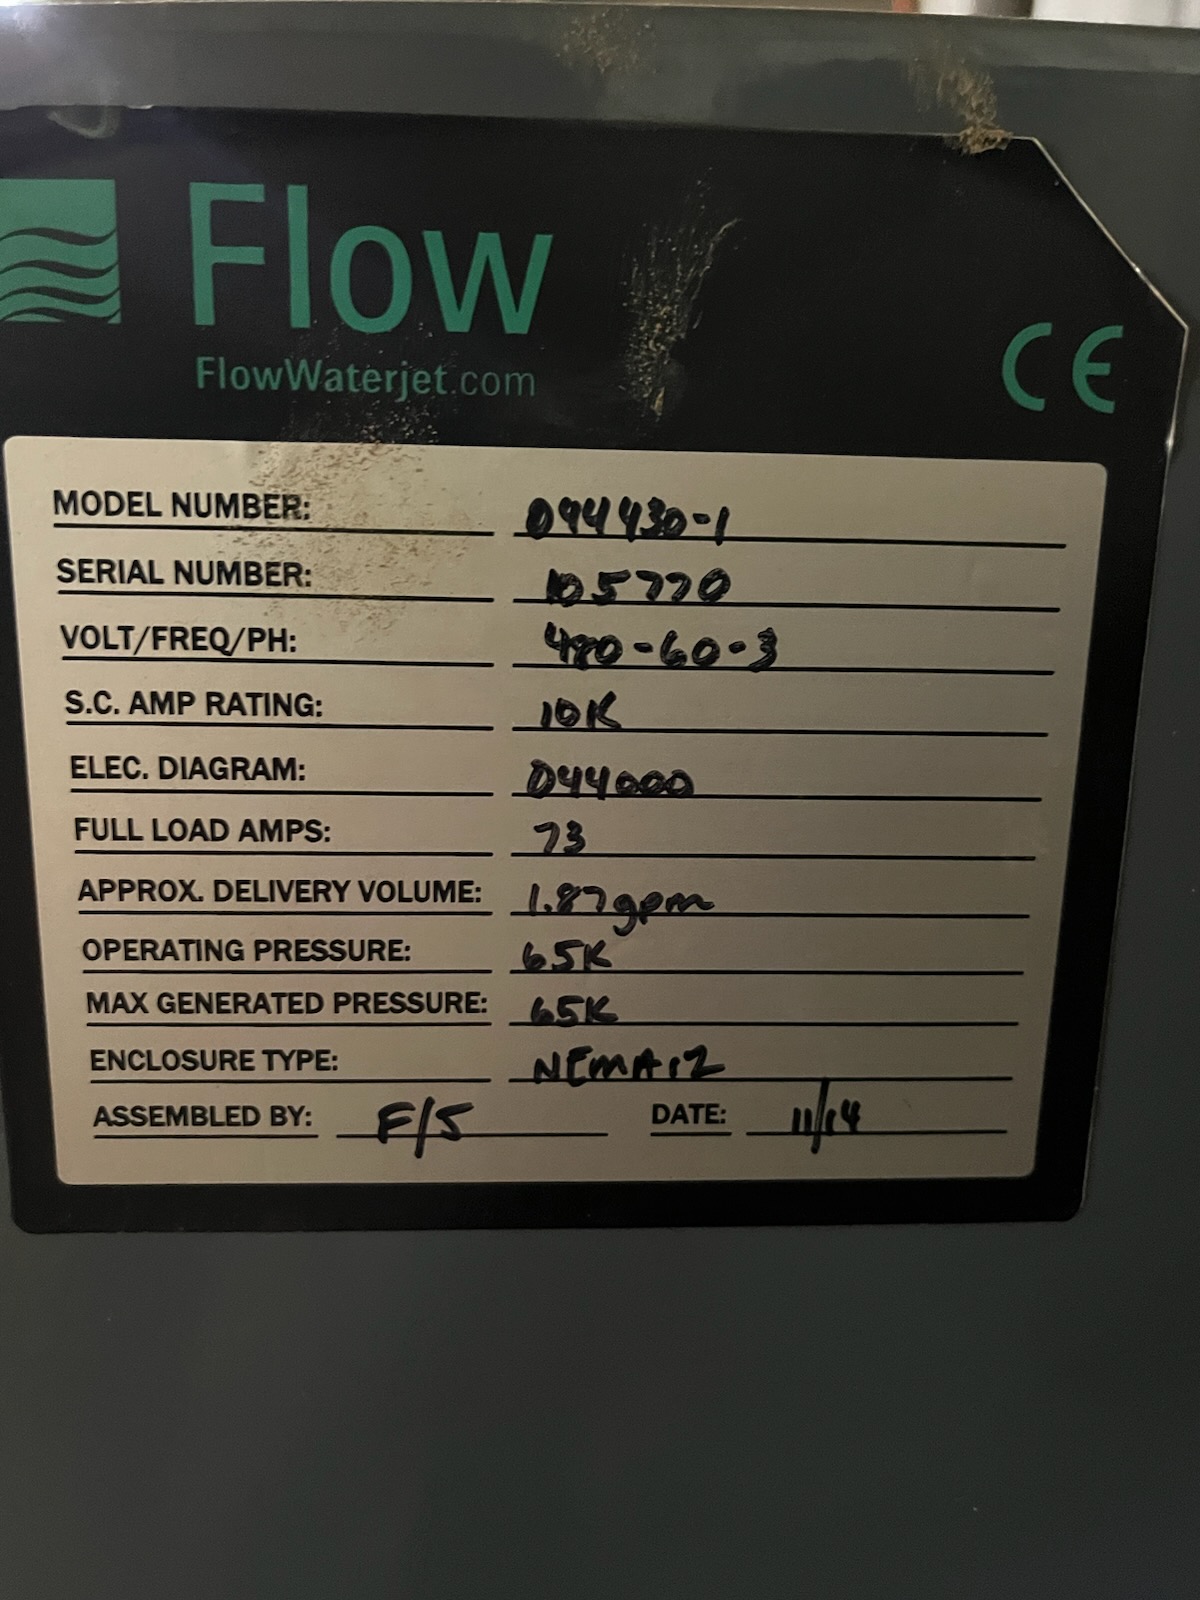 Flow
FlowWaterjet.com
CE
MODEL NUMBER: 044430-1
SERIAL NUMBER: 105770
VOLT/FREQ/PH: 480-60-3
S.C. AMP RATING: 10K
ELEC. DIAGRAM: 044000
FULL LOAD AMPS: 73
APPROX. DELIVERY VOLUME: 1.87gpm
OPERATING PRESSURE: 65K
MAX GENERATED PRESSURE: 65K
ENCLOSURE TYPE: NEMA12
ASSEMBLED BY: F/S DATE: 11/14